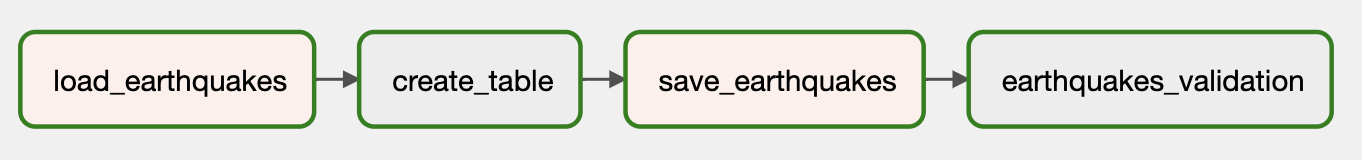 load_earthquakes
create_table
save_earthquakes
earthquakes_validation